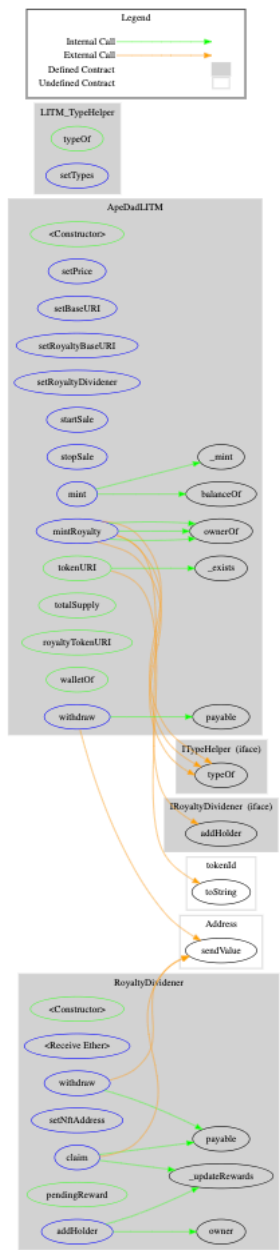 Legend
Internal Call
External Call
Defined Contract
Undefined Contract
LITM_TypeHelper
typeOf
setTypes
ApeDadLITM
<Constructor>
setPrice
setBaseURI
setRoyaltyBaseURI
setRoyaltyDividener
startSale
stopSale
_mint
mint
balanceOf
mintRoyalty
ownerOf
tokenURI
_exists
totalSupply
royaltyTokenURI
walletOf
withdraw
payable
ITypeHelper (iface)
typeOf
IRoyaltyDividener (iface)
addHolder
tokenId
toString
Address
sendValue
RoyaltyDividener
<Constructor>
<Receive Ether>
withdraw
setNftAddress
payable
claim
_updateRewards
pendingReward
addHolder
owner